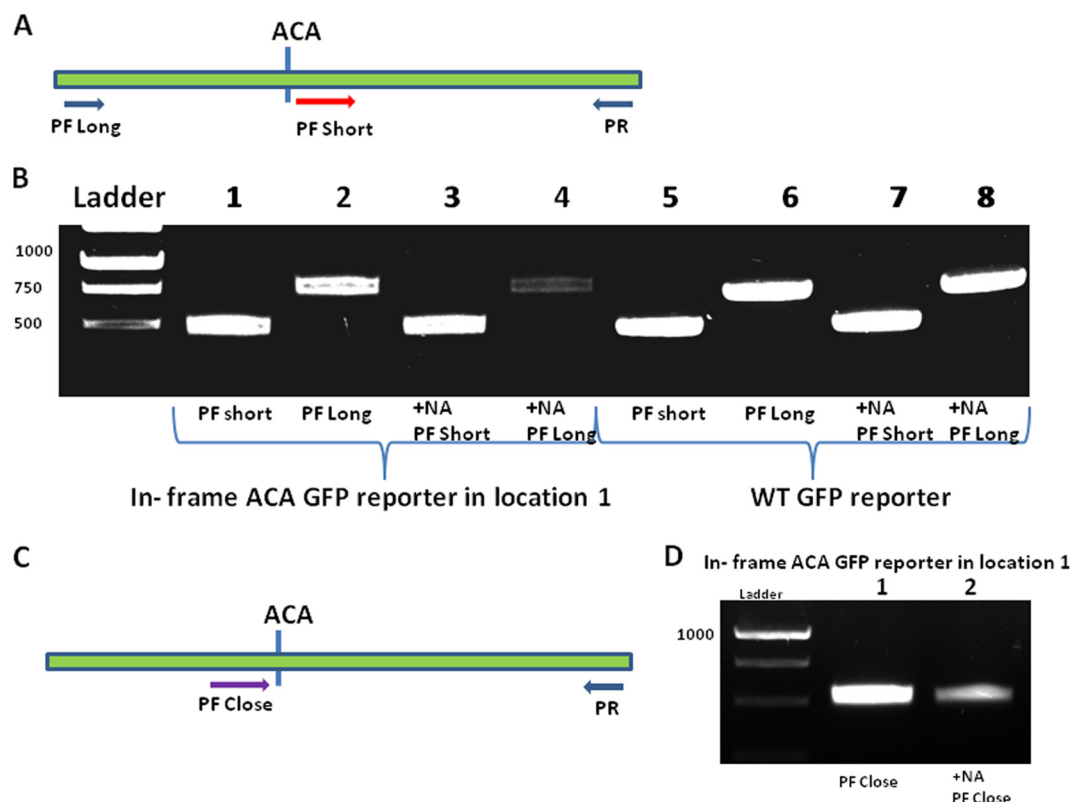 A
ACA
PF Long
PF Short
PR
B
Ladder 1 2 3 4 5 6 7 8
1000
750
500
PF short PF Long +NA PF Short +NA PF Long PF short PF Long +NA PF Short +NA PF Long
In- frame ACA GFP reporter in location 1
WT GFP reporter
C
ACA
PF Close
PR
D
In- frame ACA GFP reporter in location 1
Ladder 1 2
1000
PF Close
+NA
PF Close